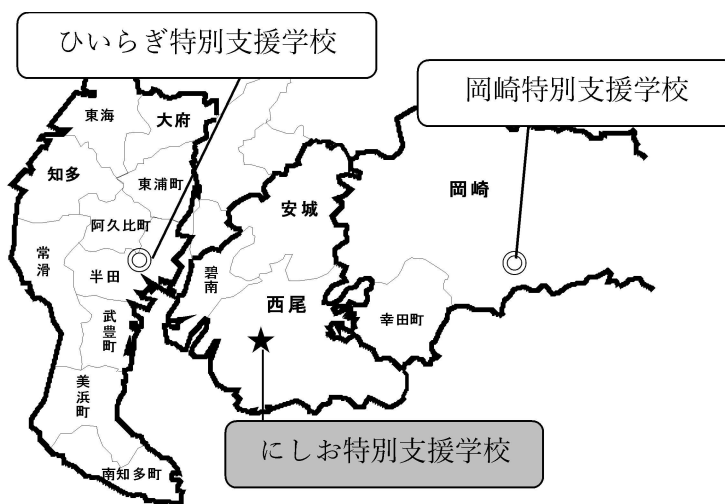 ひいらぎ特別支援学校
岡崎特別支援学校
東海
大府
知多
東浦町
岡崎
安城
阿久比町
常滑
半田
碧南
西尾
武豊町
幸田町
美浜町
にしお特別支援学校
南知多町